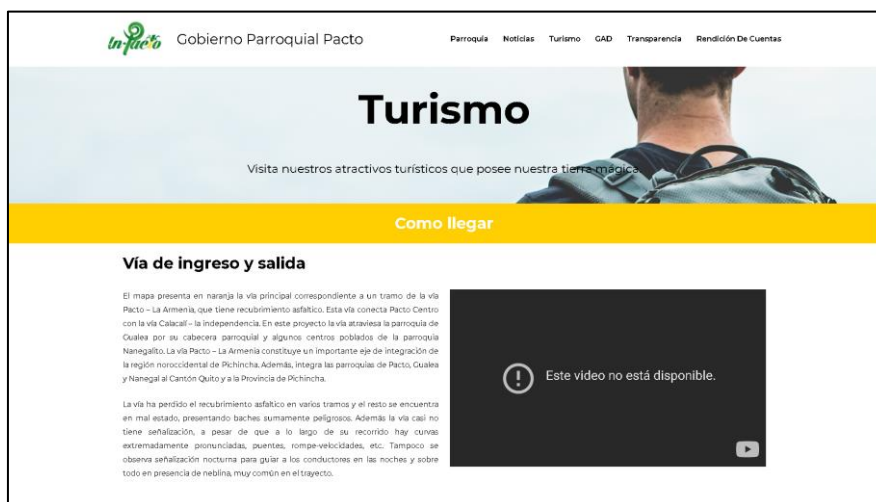 in-pacto
Gobierno Parroquial Pacto
Parroquia Noticias Turismo GAD Transparencia Rendición De Cuentas
Turismo
Visita nuestros atractivos turísticos que posee nuestra tierra mágica.
Como llegar
Vía de ingreso y salida
El mapa presenta en naranja la vía principal correspondiente a un tramo de la vía
Pacto – La Armenia, que tiene recubrimiento asfaltico. Esta vía conecta Pacto Centro
con la vía Calacalí – la independencia. En este proyecto la vía atraviesa la parroquia de
Gualea por su cabecera parroquial y algunos centros poblados de la parroquia
Nanegalito. La vía Pacto – La Armenia constituye un importante eje de integración de
la región noroccidental de Pichincha. Además, integra las parroquias de Pacto, Gualea
y Nanegal al Cantón Quito y a la Provincia de Pichincha.
La vía ha perdido el recubrimiento asfaltico en varios tramos y el resto se encuentra
en mal estado, presentando baches sumamente peligrosos. Además la vía casi no
tiene señalización, a pesar de que a lo largo de su recorrido hay curvas
extremadamente pronunciadas, puentes, rompe-velocidades, etc. Tampoco se
observa señalización nocturna para guiar a los conductores en las noches y sobre
todo en presencia de neblina, muy común en el trayecto.
Este video no está disponible.